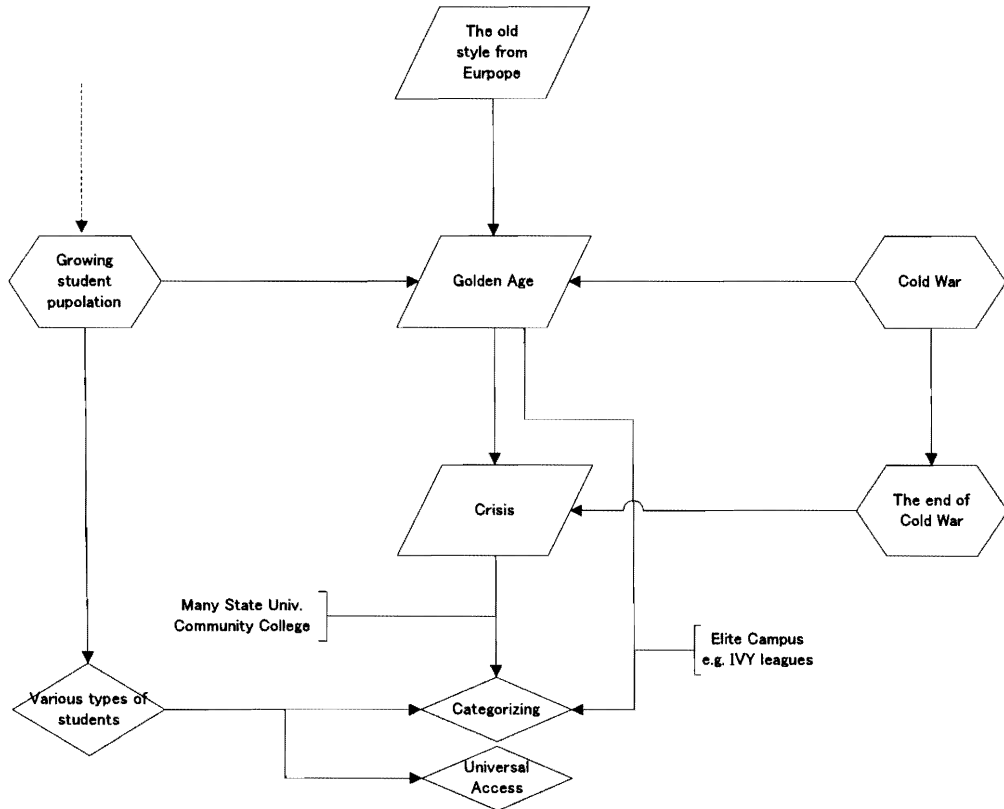 The old
style from
Eurpope
Growing
student
pupolation
Golden Age
Cold War
Crisis
The end of
Cold War
Many State Univ.
Community College
Elite Campus
e.g. IVY leagues
Various types of
students
Categorizing
Universal
Access